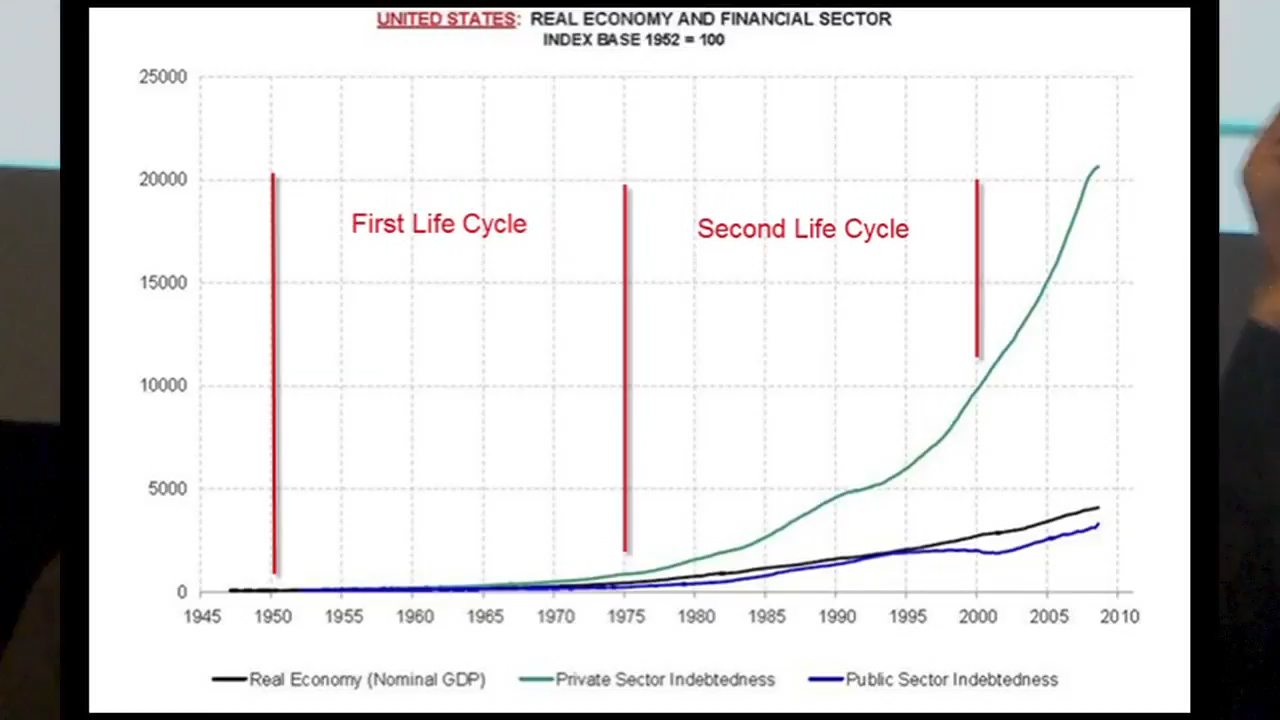 UNITED STATES: REAL ECONOMY AND FINANCIAL SECTOR
INDEX BASE 1952 = 100
25000
20000
15000
10000
5000
0
First Life Cycle
Second Life Cycle
1945 1950 1955 1960 1965 1970 1975 1980 1985 1990 1995 2000 2005 2010
Real Economy (Nominal GDP) Private Sector Indebtedness Public Sector Indebtedness